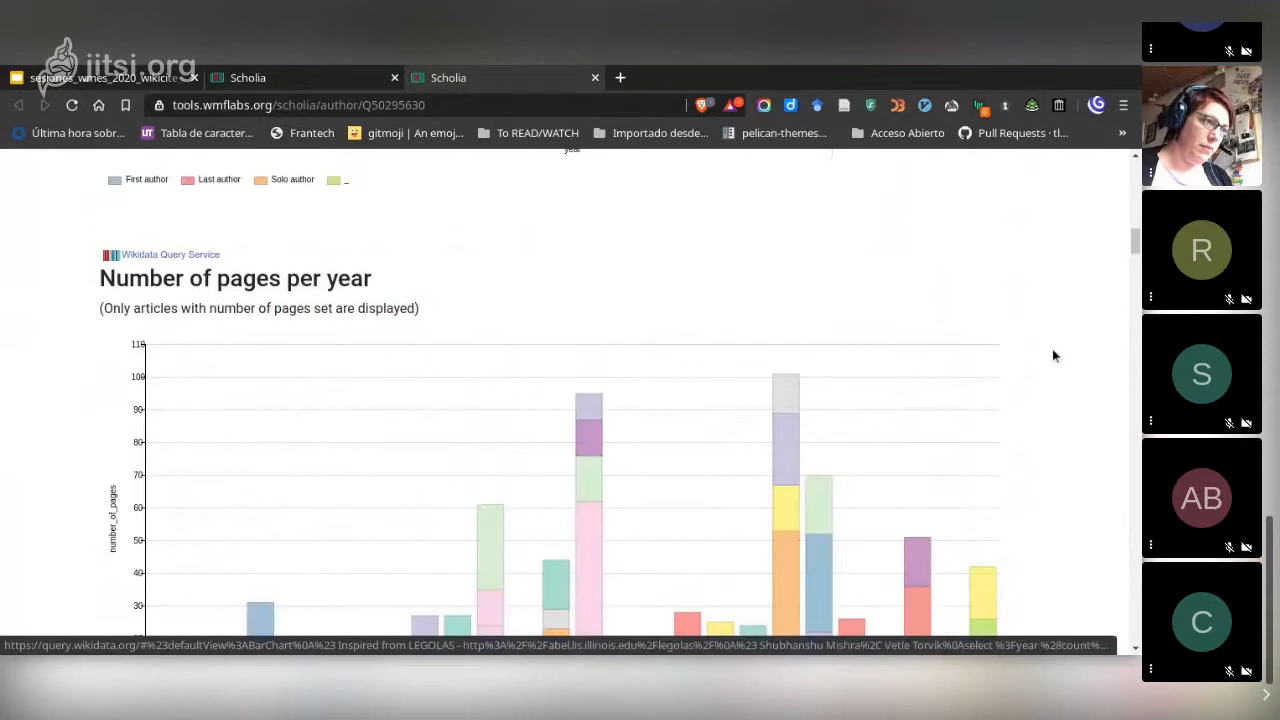 jitsi.org
sesiones_wmes_2020_wikicite
Scholia
Scholia
tools.wmflabs.org/scholia/author/Q50295630
Última hora sobr...
Tabla de caracter...
Frantech
gitmoji | An emoj...
To READ/WATCH
Importado desde...
pelican-themes...
Acceso Abierto
Pull Requests · tl...
»
year
First author
Last author
Solo author
_
Wikidata Query Service
Number of pages per year
(Only articles with number of pages set are displayed)
110
100
90
80
70
60
50
40
30
number_of_pages
https://query.wikidata.org/#%23defaultView%3ABarChart%0A%23 Inspired from LEGOLAS - http%3A%2F%2Fabel.lis.illinois.edu%2Flegolas%2F%0A%23 Shubhanshu Mishra%2C Vetle Torvik%0Aselect %3Fyear %28count%...
R
S
AB
C